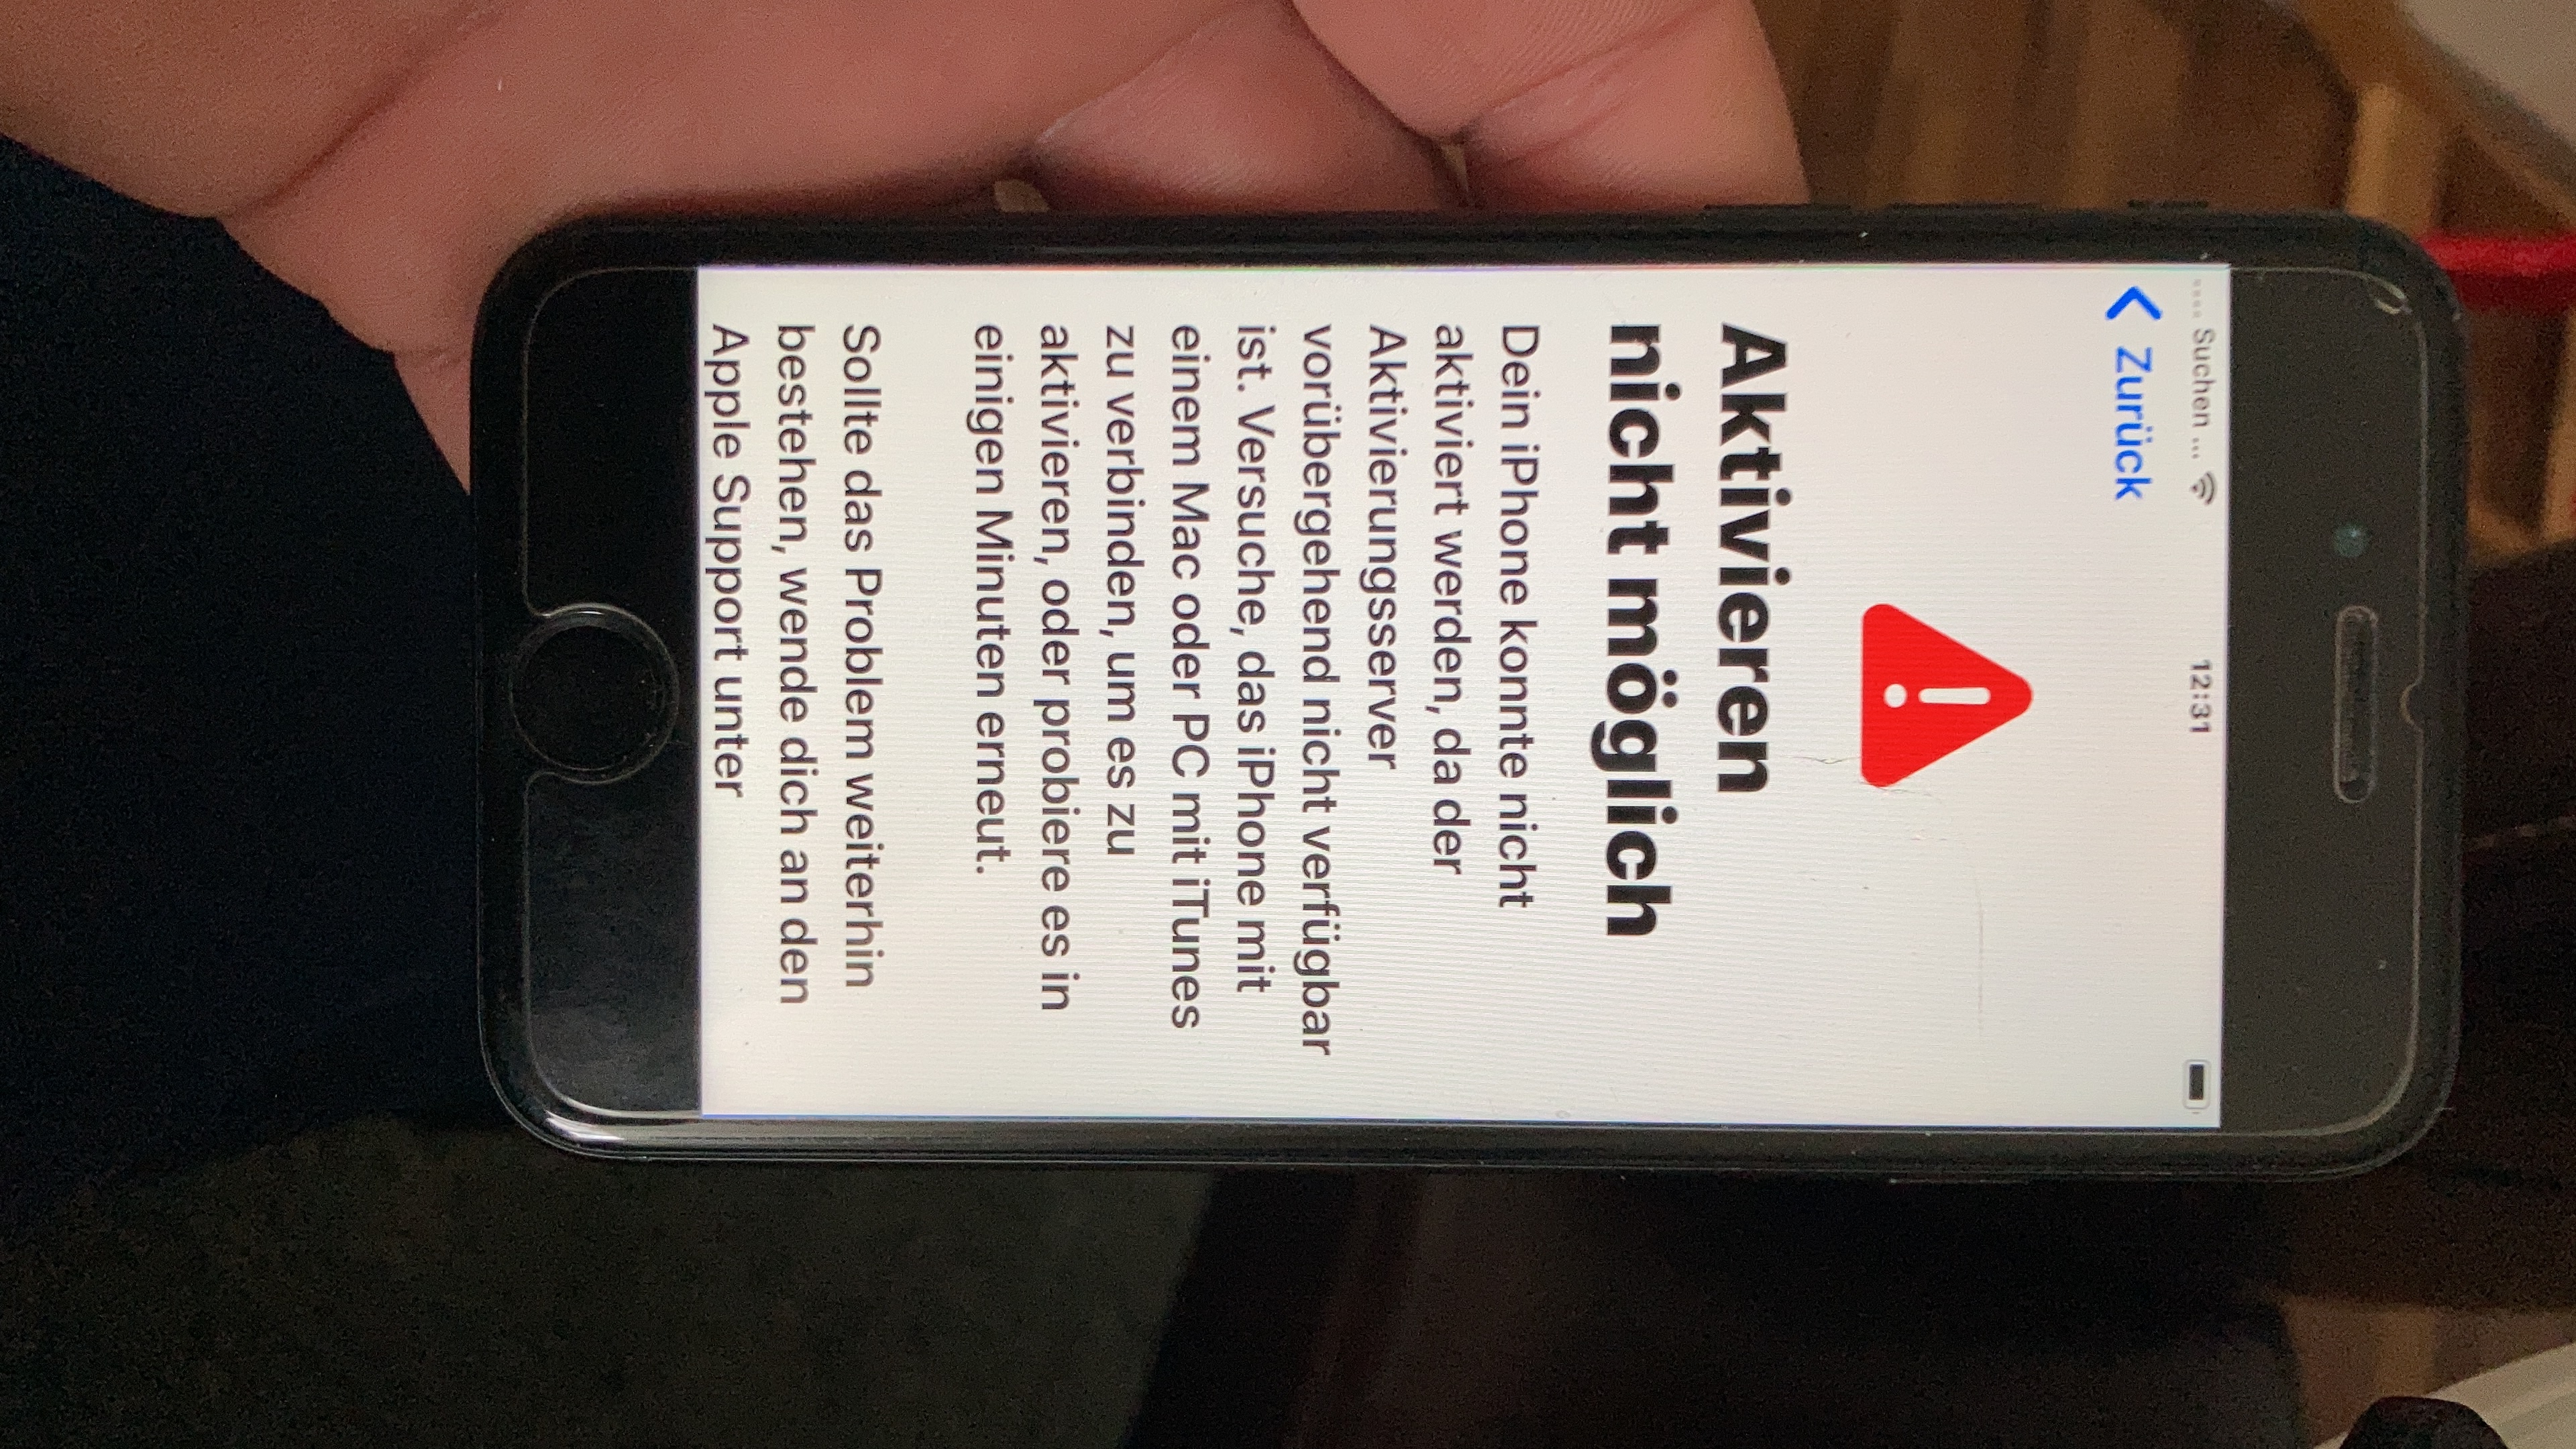 Suchen ... 12:31
Zurück
Aktivieren
nicht möglich
Dein iPhone konnte nicht
aktiviert werden, da der
Aktivierungsserver
vorübergehend nicht verfügbar
ist. Versuche, das iPhone mit
einem Mac oder PC mit iTunes
zu verbinden, um es zu
aktivieren, oder probiere es in
einigen Minuten erneut.
Sollte das Problem weiterhin
bestehen, wende dich an den
Apple Support unter